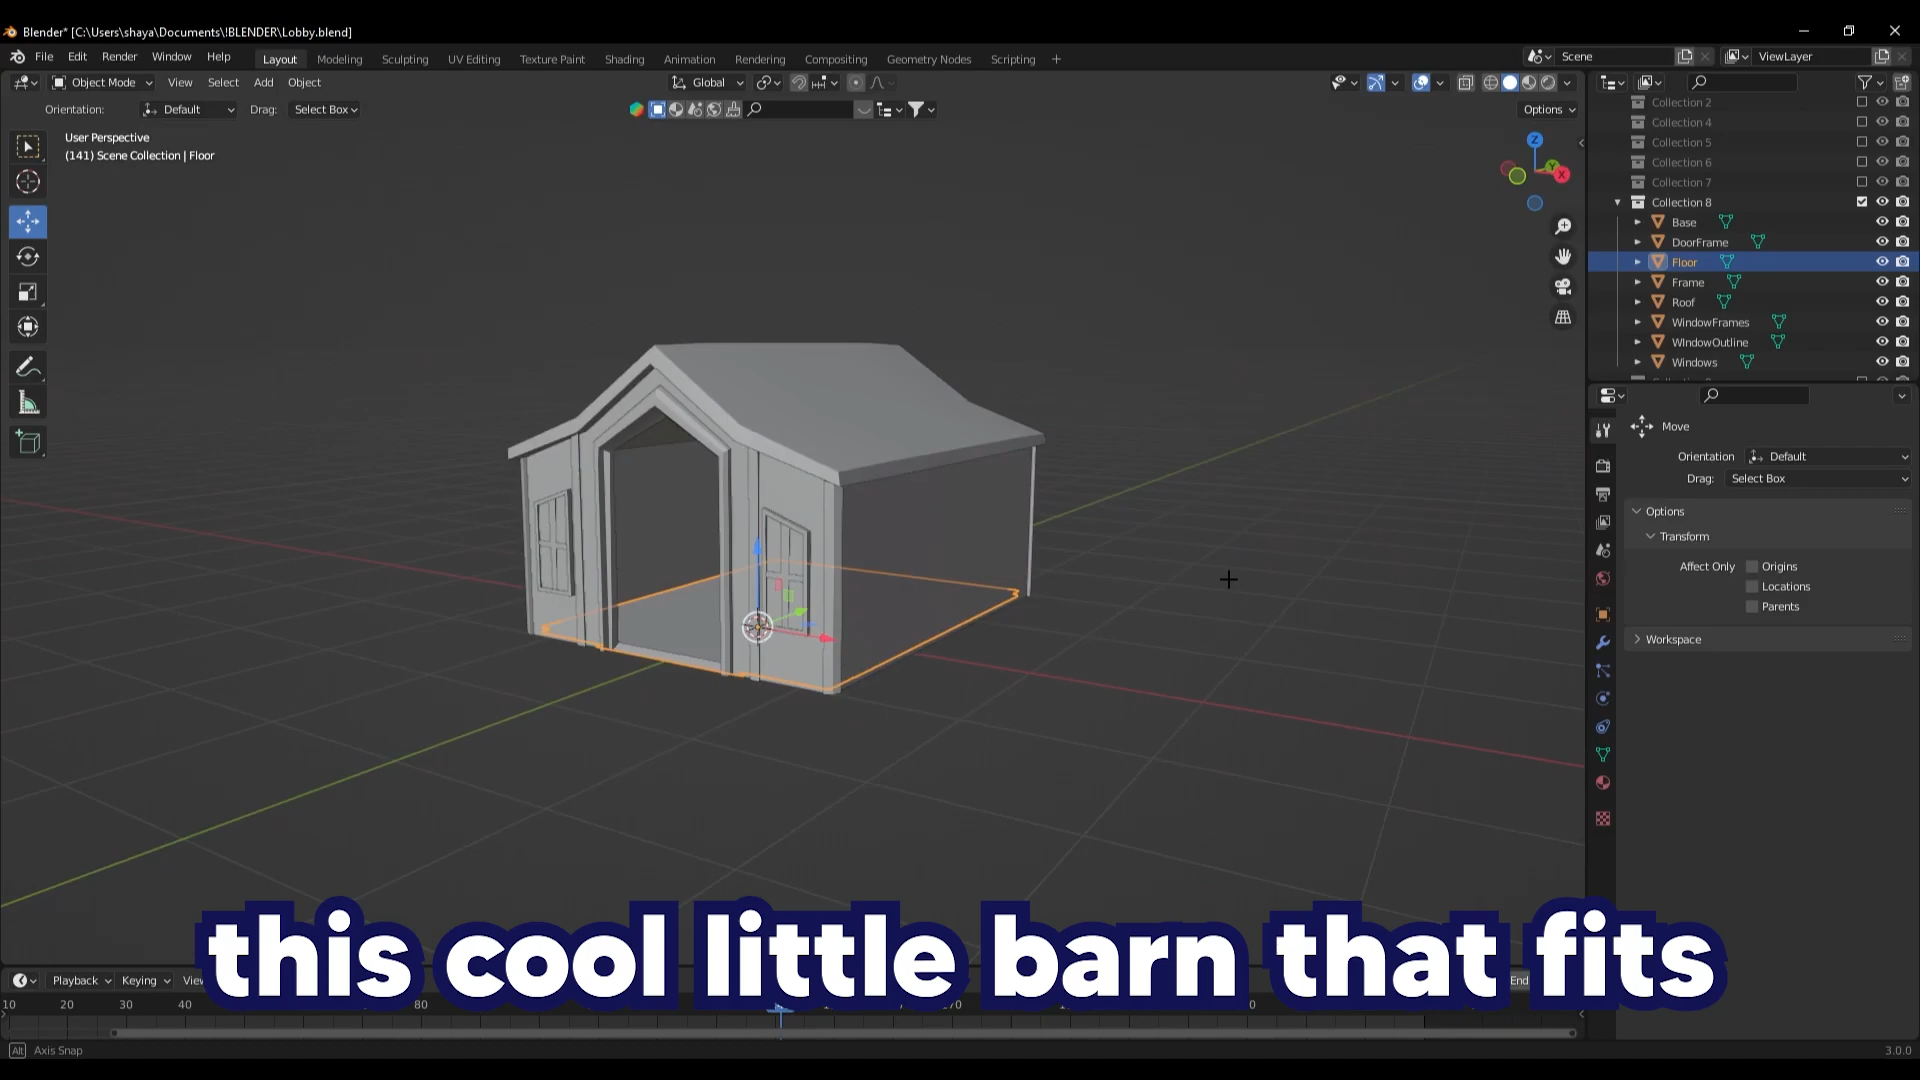 Blender* [C:\Users\shaya\Documents\!BLENDER\Lobby.blend]
File Edit Render Window Help Layout Modeling Sculpting UV Editing Texture Paint Shading Animation Rendering Compositing Geometry Nodes Scripting + Scene ViewLayer
Object Mode View Select Add Object Global
Orientation: Default Drag: Select Box Options
User Perspective
(141) Scene Collection | Floor
Z
Y
X
Collection 2
Collection 4
Collection 5
Collection 6
Collection 7
Collection 8
Base
DoorFrame
Floor
Frame
Roof
WindowFrames
WIndowOutline
Windows
Move
Orientation Default
Drag: Select Box
Options
Transform
Affect Only Origins
Locations
Parents
Workspace
this cool little barn that fits
Playback Keying End
10 20 30 40 80
Alt Axis Snap 3.0.0